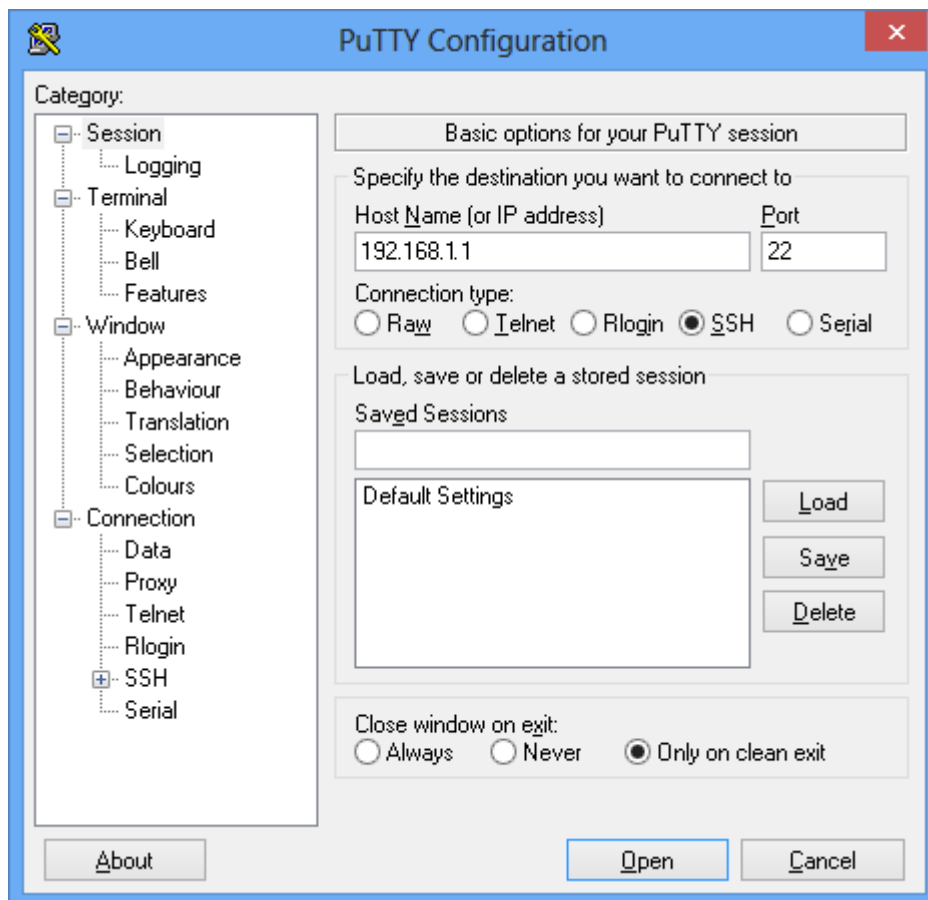 PuTTY Configuration
Category:
Session
Logging
Terminal
Keyboard
Bell
Features
Window
Appearance
Behaviour
Translation
Selection
Colours
Connection
Data
Proxy
Telnet
Rlogin
SSH
Serial
Basic options for your PuTTY session
Specify the destination you want to connect to
Host Name (or IP address) Port
192.168.1.1 22
Connection type:
Raw Telnet Rlogin SSH Serial
Load, save or delete a stored session
Saved Sessions
Default Settings
Load
Save
Delete
Close window on exit:
Always Never Only on clean exit
About Open Cancel